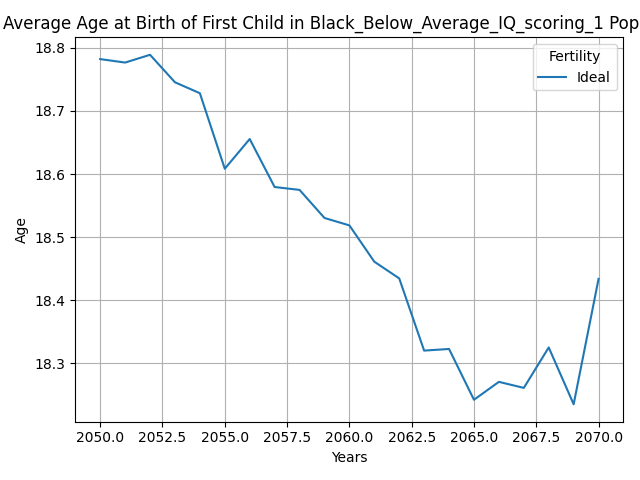 Average Age at Birth of First Child in Black_Below_Average_IQ_scoring_1 Pop
Fertility
Ideal
18.8
18.7
18.6
18.5
18.4
18.3
Age
2050.0 2052.5 2055.0 2057.5 2060.0 2062.5 2065.0 2067.5 2070.0
Years